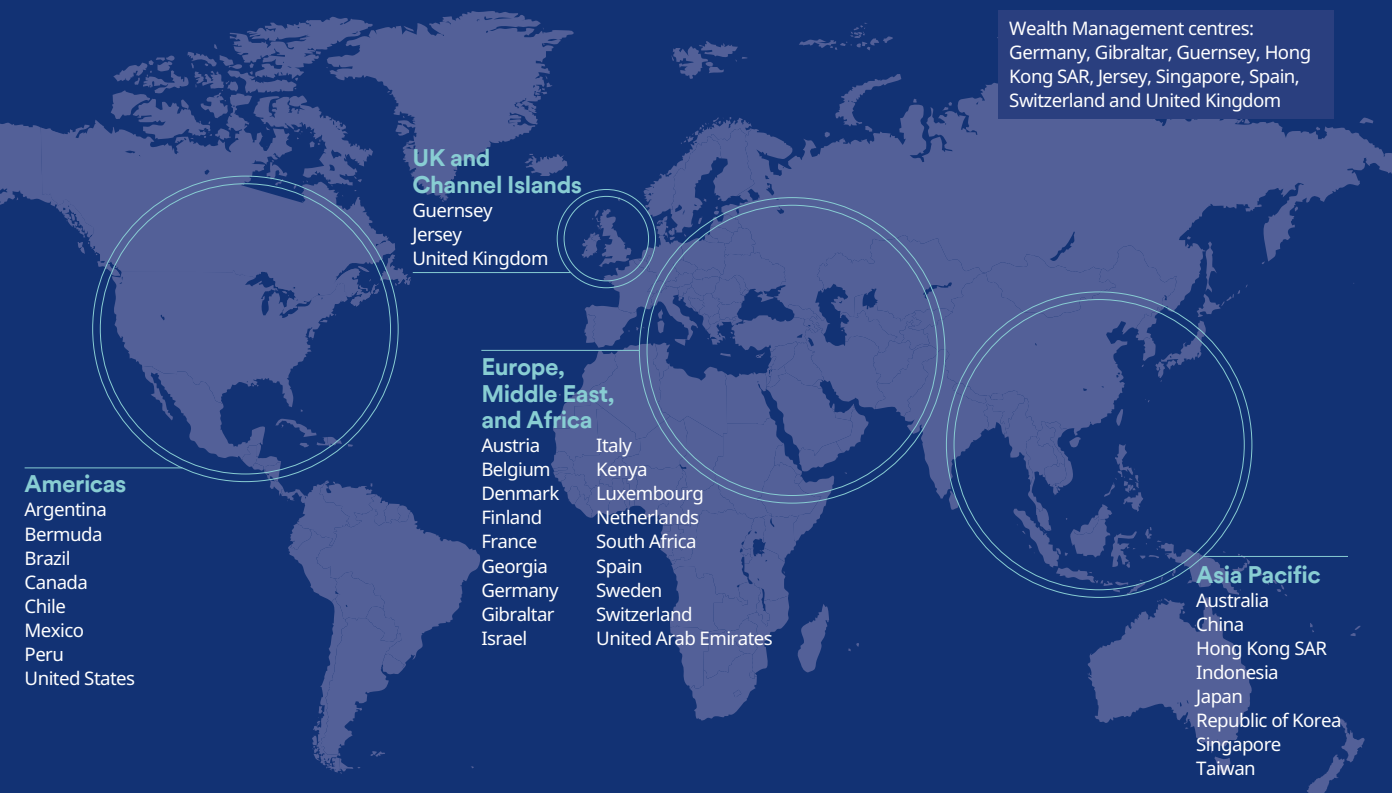 Wealth Management centres:
Germany, Gibraltar, Guernsey, Hong
Kong SAR, Jersey, Singapore, Spain,
Switzerland and United Kingdom
UK and
Channel Islands
Guernsey
Jersey
United Kingdom
Europe,
Middle East,
and Africa
Austria
Belgium
Denmark
Finland
France
Georgia
Germany
Gibraltar
Israel
Italy
Kenya
Luxembourg
Netherlands
South Africa
Spain
Sweden
Switzerland
United Arab Emirates
Americas
Argentina
Bermuda
Brazil
Canada
Chile
Mexico
Peru
United States
Asia Pacific
Australia
China
Hong Kong SAR
Indonesia
Japan
Republic of Korea
Singapore
Taiwan